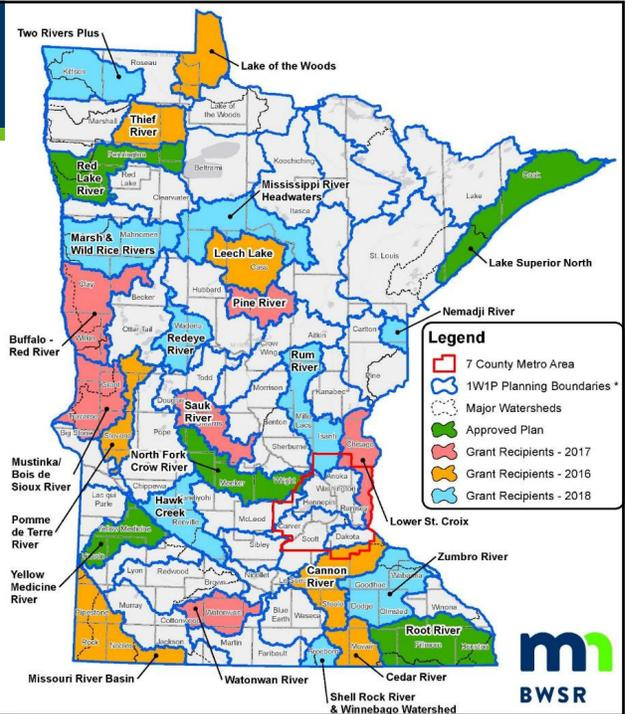 Two Rivers Plus
Lake of the Woods
Kittson
Roseau
Lake of
the Woods
Marshall
Thief
River
Pennington
Red
Lake
River
Red
Lake
Beltrami
Koochiching
Clearwater
Mississippi River
Headwaters
Itasca
Lake
Cook
St. Louis
Lake Superior North
Marsh &
Wild Rice Rivers
Mahnomen
Leech Lake
Cass
Hubbard
Pine River
Clay
Becker
Buffalo -
Red River
Wilkin
Otter Tail
Wadena
Redeye
River
Crow
Wing
Aitkin
Carlton
Nemadji River
Rum
River
Pine
Kanabec
Mille
Lacs
Morrison
Todd
Grant
Douglas
Traverse
Big Stone
Stevens
Pope
Sauk
River
Stearns
Benton
Sherburne
Isanti
Chisago
Mustinka/
Bois de
Sioux River
North Fork
Crow River
Meeker
Wright
Anoka
Washington
Hennepin
Ramsey
Carver
Scott
Dakota
Lower St. Croix
Chippewa
Kandiyohi
Hawk
Creek
Renville
McLeod
Sibley
Lac qui
Parle
Pomme
de Terre
River
Yellow Medicine
Yellow
Medicine
River
Lyon
Redwood
Brown
Nicollet
Cannon
River
Zumbro River
Goodhue
Wabasha
Steele
Dodge
Olmsted
Winona
Waseca
Blue
Earth
Watonwan
Cottonwood
Murray
Pipestone
Rock
Nobles
Jackson
Martin
Faribault
Freeborn
Mower
Root River
Fillmore
Houston
Missouri River Basin
Watonwan River
Cedar River
Shell Rock River
& Winnebago Watershed
Legend
7 County Metro Area
1W1P Planning Boundaries *
Major Watersheds
Approved Plan
Grant Recipients - 2017
Grant Recipients - 2016
Grant Recipients - 2018
mn
BWSR